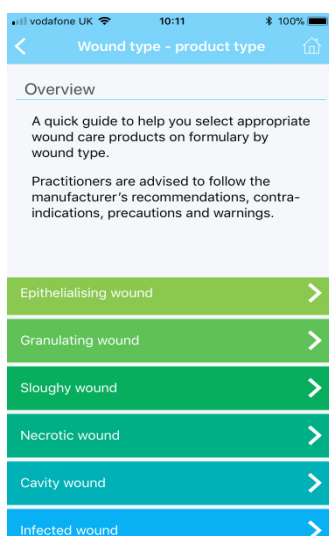 vodafone UK 10:11 100%
Wound type - product type
Overview
A quick guide to help you select appropriate
wound care products on formulary by
wound type.
Practitioners are advised to follow the
manufacturer's recommendations, contra-
indications, precautions and warnings.
Epithelialising wound
Granulating wound
Sloughy wound
Necrotic wound
Cavity wound
Infected wound